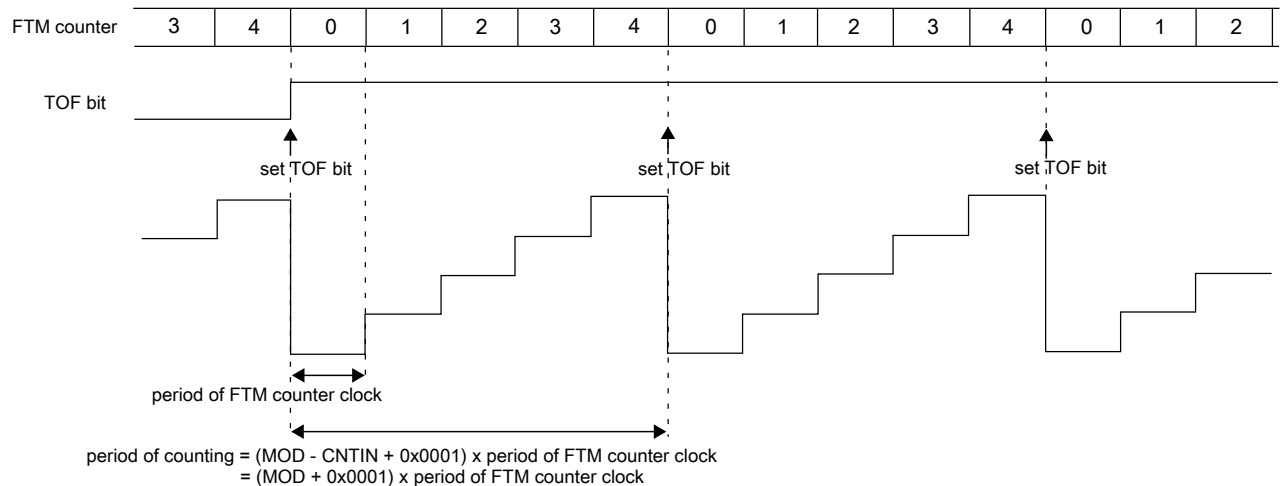 FTM counter 3 4 0 1 2 3 4 0 1 2 3 4 0 1 2
TOF bit
set TOF bit set TOF bit set TOF bit
period of FTM counter clock
period of counting = (MOD - CNTIN + 0x0001) x period of FTM counter clock
= (MOD + 0x0001) x period of FTM counter clock